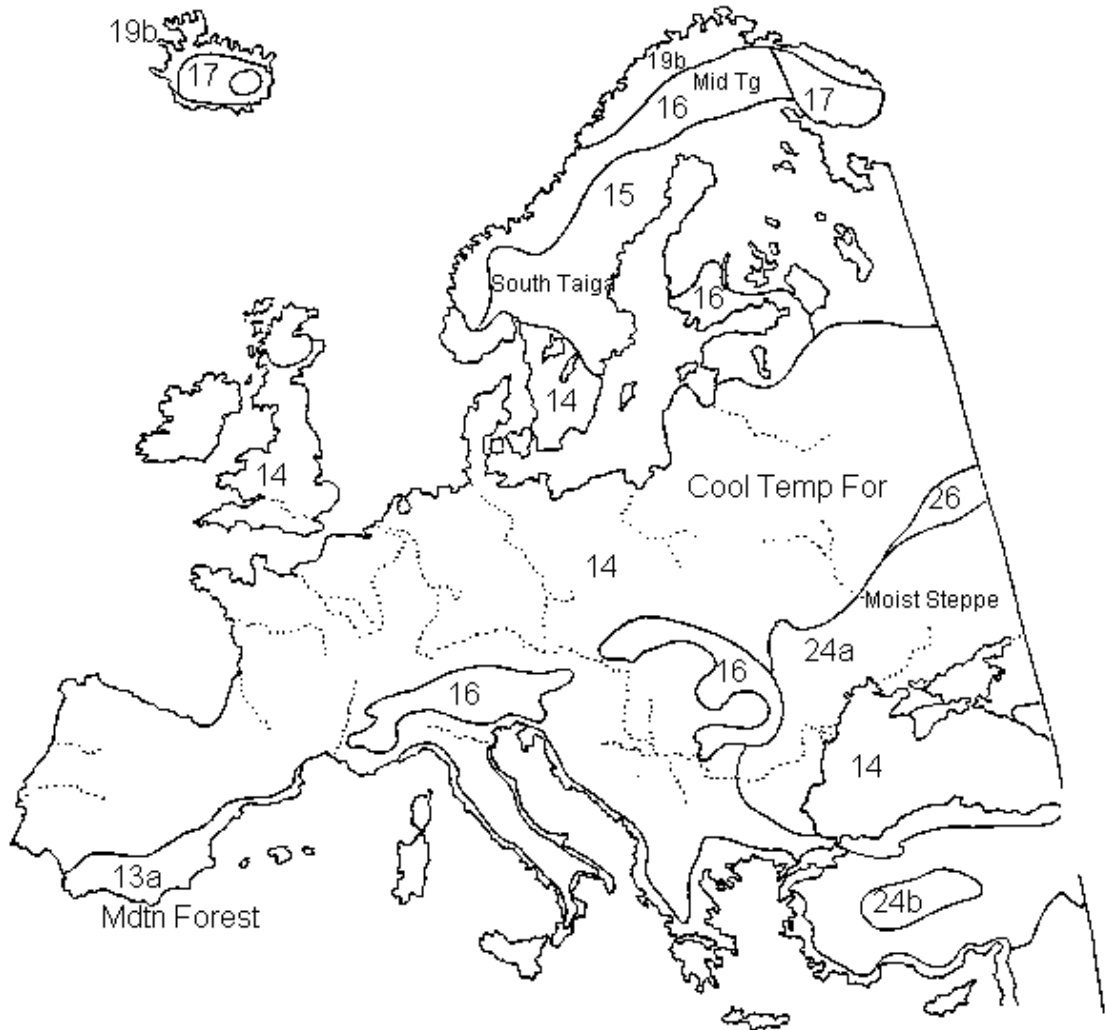 19b
17
19b
Mid Tg
16
17
15
South Taiga
16
14
14
Cool Temp For
26
14
Moist Steppe
24a
16
16
14
13a
Mdtn Forest
24b